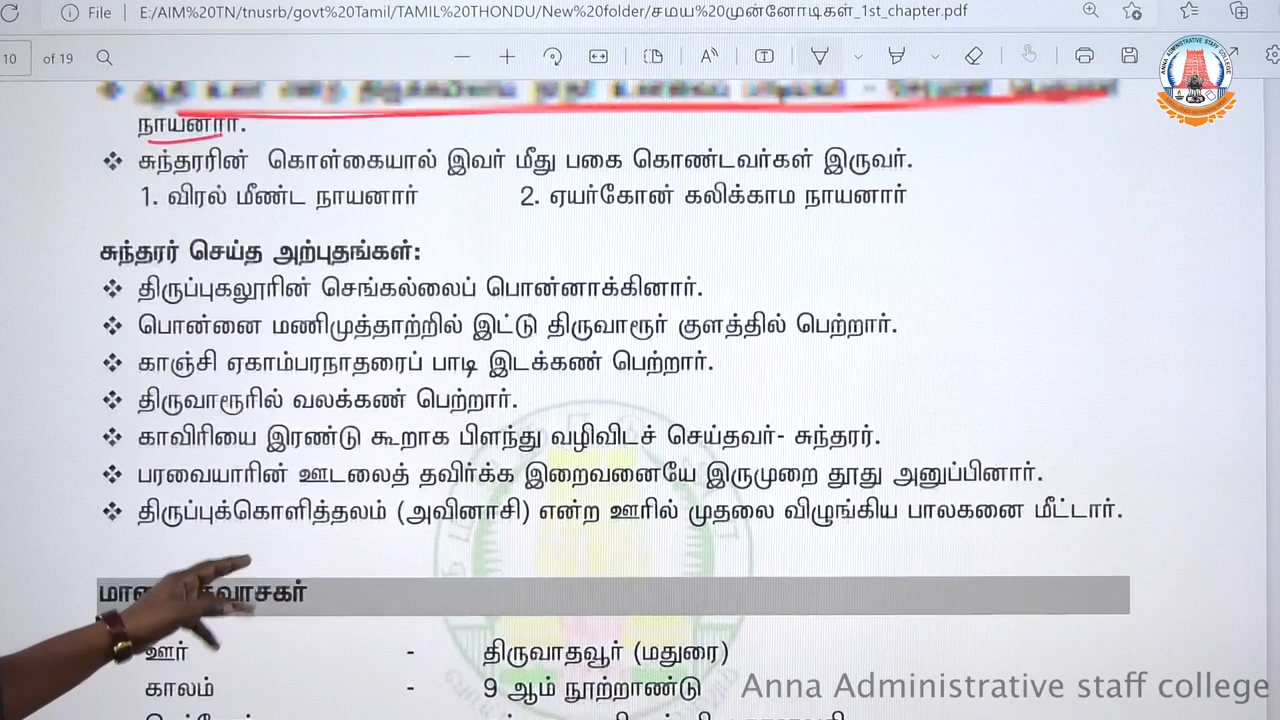 File | E:/AIM%20TN/tnusrb/govt%20Tamil/TAMIL%20THONDU/New%20folder/சமய%20முன்னோடிகள்_1st_chapter.pdf
10 of 19
நாயனார்.
❖ சுந்தரரின் கொள்கையால் இவர் மீது பகை கொண்டவர்கள் இருவர்.
1. விரல் மீண்ட நாயனார் 2. ஏயர்கோன் கலிக்காம நாயனார்
சுந்தரர் செய்த அற்புதங்கள்:
❖ திருப்புகலூரின் செங்கல்லைப் பொன்னாக்கினார்.
❖ பொன்னை மணிமுத்தாற்றில் இட்டு திருவாரூர் குளத்தில் பெற்றார்.
❖ காஞ்சி ஏகாம்பரநாதரைப் பாடி இடக்கண் பெற்றார்.
❖ திருவாரூரில் வலக்கண் பெற்றார்.
❖ காவிரியை இரண்டு கூறாக பிளந்து வழிவிடச் செய்தவர்- சுந்தரர்.
❖ பரவையாரின் ஊடலைத் தவிர்க்க இறைவனையே இருமுறை தூது அனுப்பினார்.
❖ திருப்புக்கொளித்தலம் (அவினாசி) என்ற ஊரில் முதலை விழுங்கிய பாலகனை மீட்டார்.
ஊர் - திருவாதவூர் (மதுரை)
காலம் - 9 ஆம் நூற்றாண்டு
Anna Administrative staff college
ANNA ADMINISTRATIVE STAFF COLLEGE